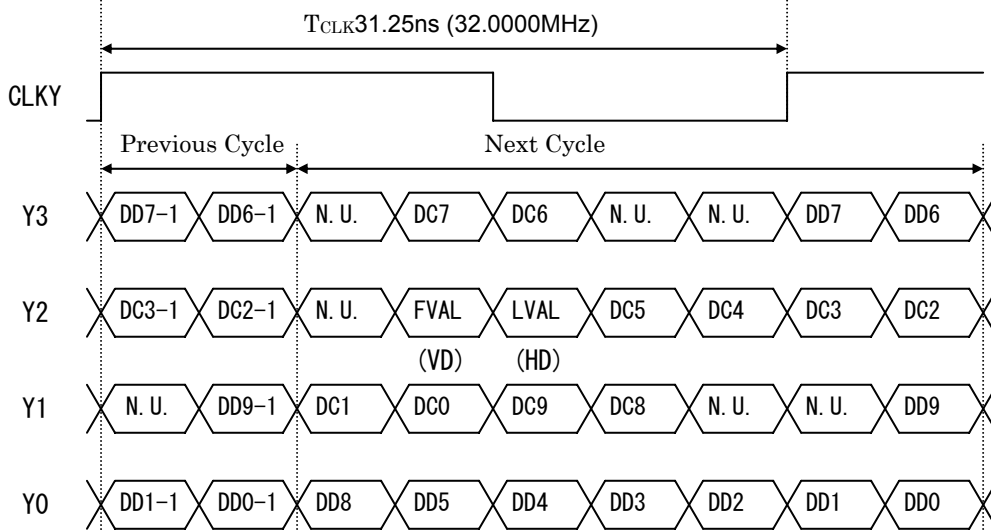 TCLK31.25ns (32.0000MHz)
CLKY
Previous Cycle Next Cycle
Y3 DD7-1 DD6-1 N.U. DC7 DC6 N.U. N.U. DD7 DD6
Y2 DC3-1 DC2-1 N.U. FVAL LVAL DC5 DC4 DC3 DC2
(VD) (HD)
Y1 N.U. DD9-1 DC1 DC0 DC9 DC8 N.U. N.U. DD9
Y0 DD1-1 DD0-1 DD8 DD5 DD4 DD3 DD2 DD1 DD0